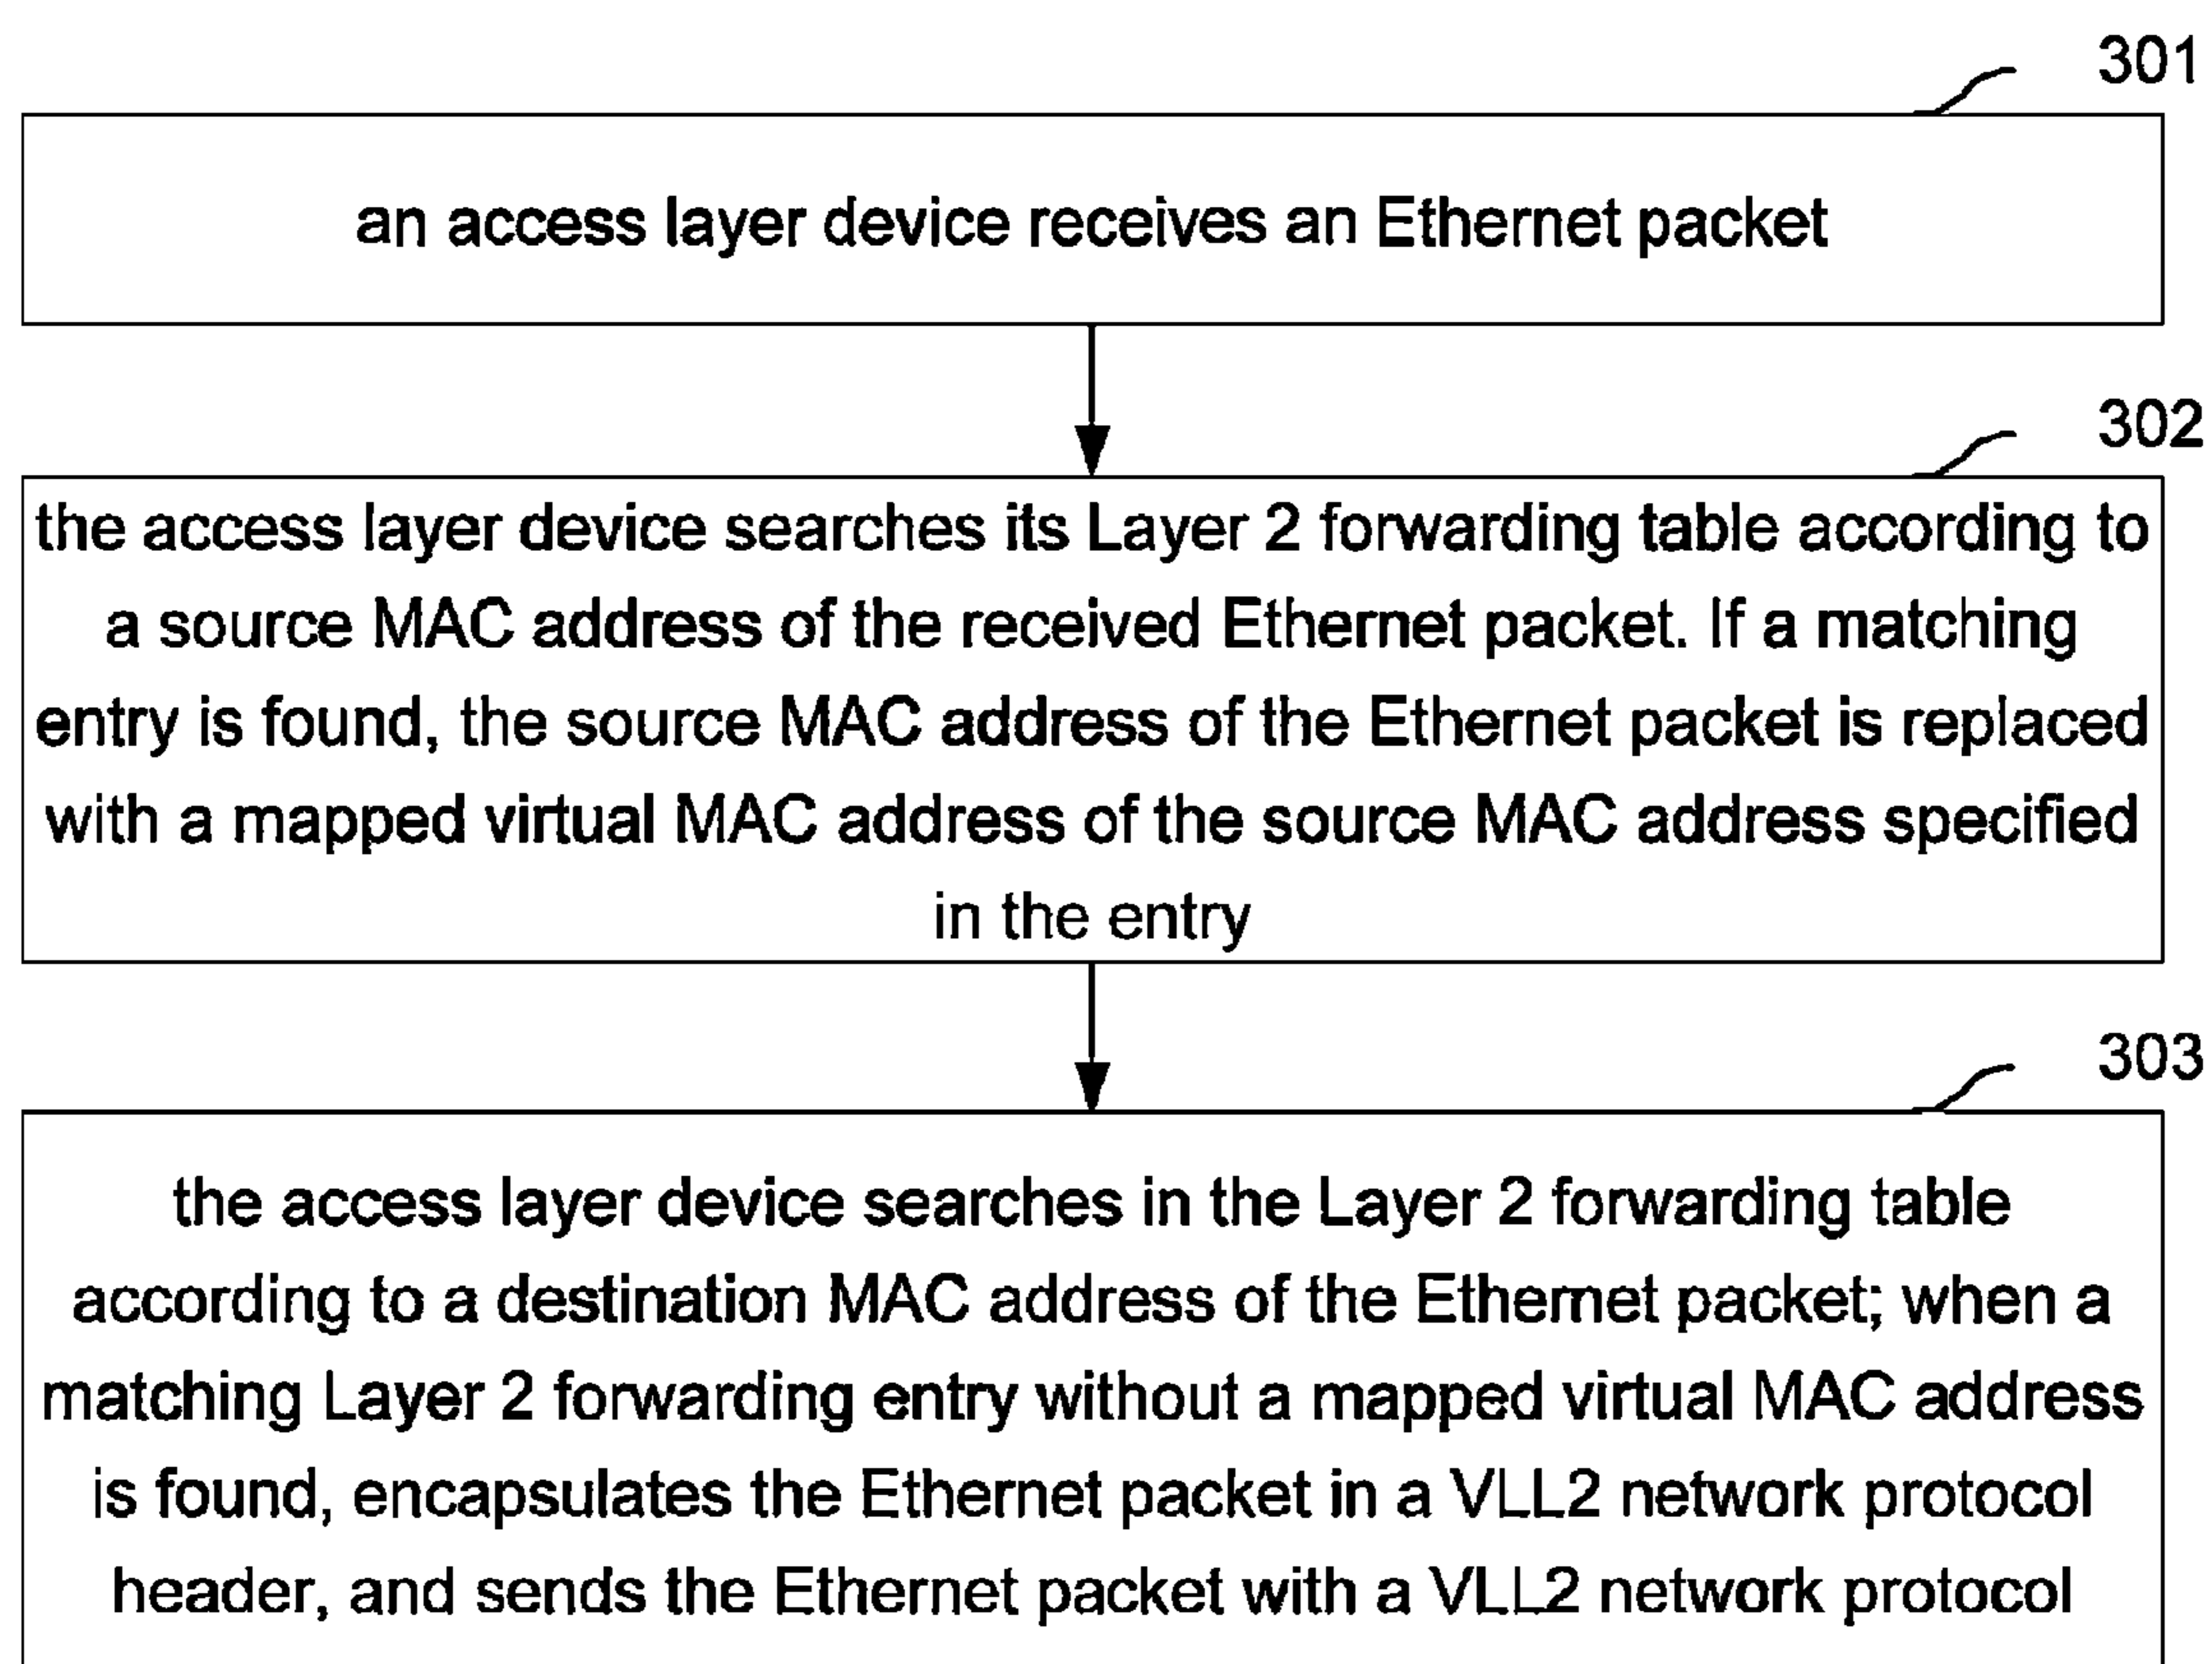 301
an access layer device receives an Ethernet packet
302
the access layer device searches its Layer 2 forwarding table according to
a source MAC address of the received Ethernet packet. If a matching
entry is found, the source MAC address of the Ethernet packet is replaced
with a mapped virtual MAC address of the source MAC address specified
in the entry
303
the access layer device searches in the Layer 2 forwarding table
according to a destination MAC address of the Ethernet packet; when a
matching Layer 2 forwarding entry without a mapped virtual MAC address
is found, encapsulates the Ethernet packet in a VLL2 network protocol
header, and sends the Ethernet packet with a VLL2 network protocol